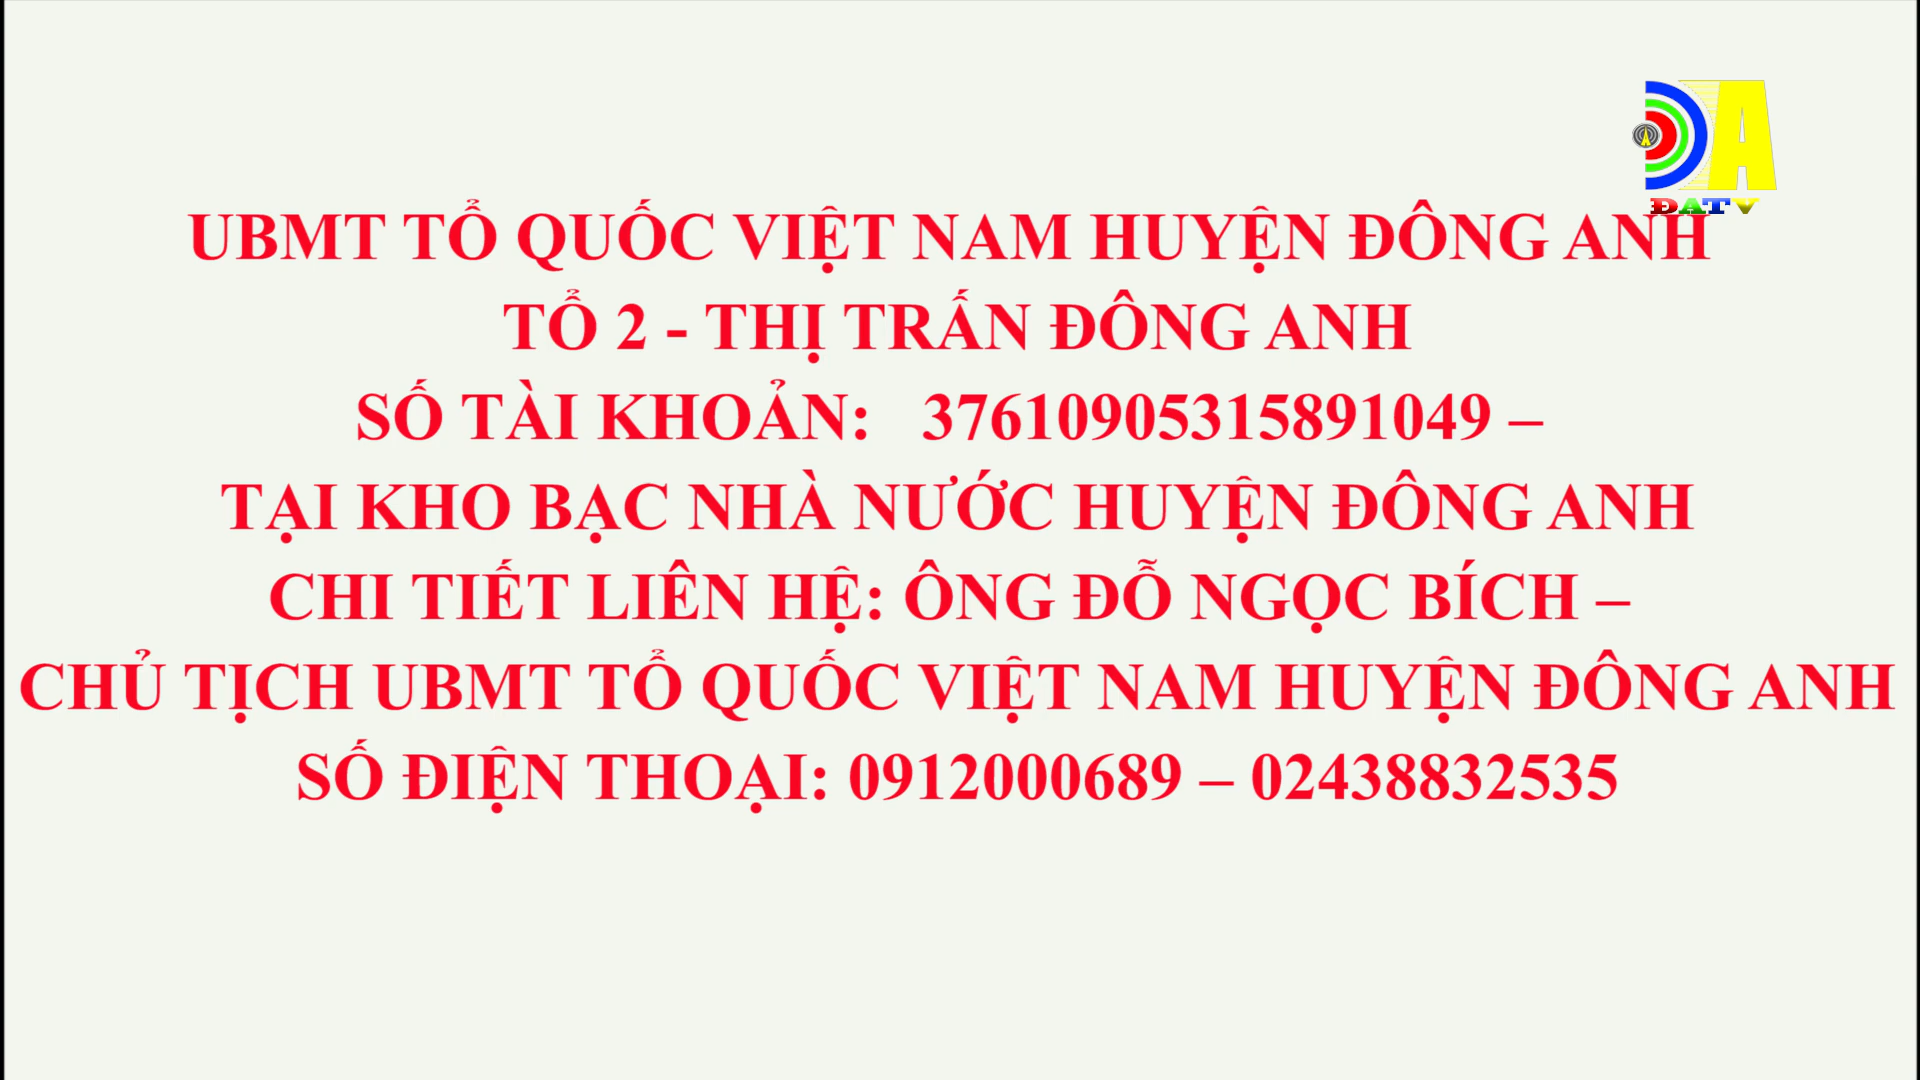 ĐATV
UBMT TỔ QUỐC VIỆT NAM HUYỆN ĐÔNG ANH
TỔ 2 - THỊ TRẤN ĐÔNG ANH
SỐ TÀI KHOẢN: 37610905315891049 –
TẠI KHO BẠC NHÀ NƯỚC HUYỆN ĐÔNG ANH
CHI TIẾT LIÊN HỆ: ÔNG ĐỖ NGỌC BÍCH –
CHỦ TỊCH UBMT TỔ QUỐC VIỆT NAM HUYỆN ĐÔNG ANH
SỐ ĐIỆN THOẠI: 0912000689 – 02438832535